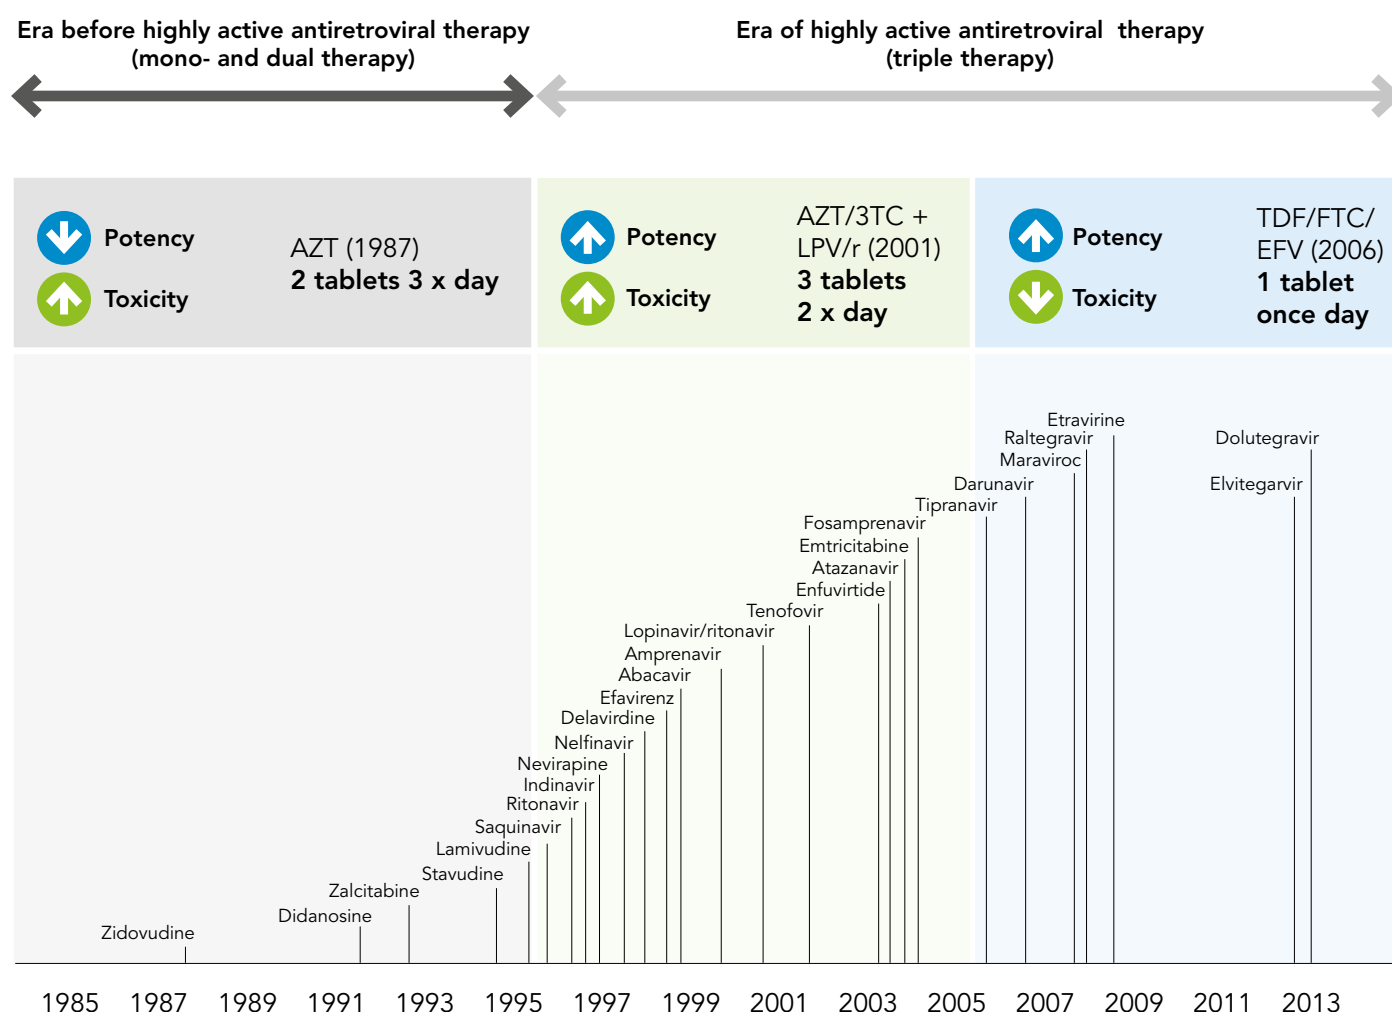 Era before highly active antiretroviral therapy
(mono- and dual therapy)
Era of highly active antiretroviral therapy
(triple therapy)
Potency
Toxicity
AZT (1987)
2 tablets 3 x day
Potency
Toxicity
AZT/3TC +
LPV/r (2001)
3 tablets
2 x day
Potency
Toxicity
TDF/FTC/
EFV (2006)
1 tablet
once day
Etravirine
Raltegravir
Dolutegravir
Maraviroc
Darunavir
Elvitegarvir
Tipranavir
Fosamprenavir
Emtricitabine
Atazanavir
Enfuvirtide
Tenofovir
Lopinavir/ritonavir
Amprenavir
Abacavir
Efavirenz
Delavirdine
Nelfinavir
Nevirapine
Indinavir
Ritonavir
Saquinavir
Lamivudine
Stavudine
Zalcitabine
Didanosine
Zidovudine
1985 1987 1989 1991 1993 1995 1997 1999 2001 2003 2005 2007 2009 2011 2013